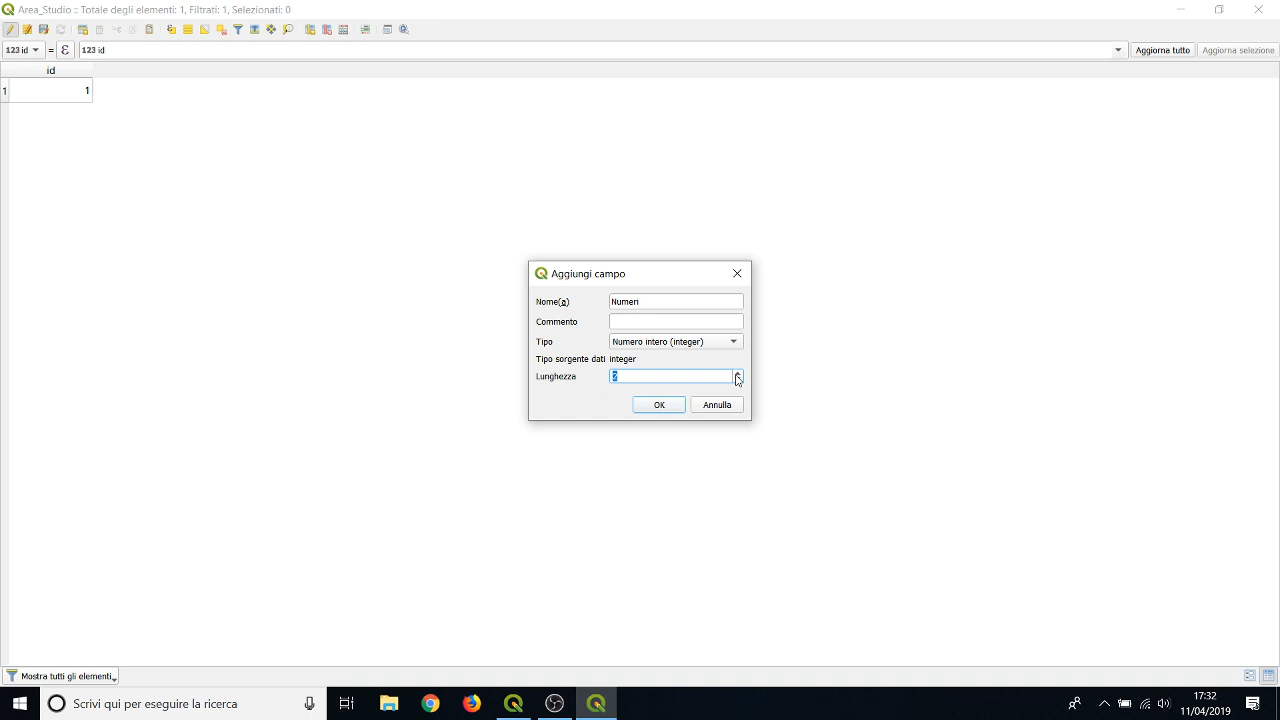 Area_Studio :: Totale degli elementi: 1, Filtrati: 1, Selezionati: 0
123 id = ε 123 id Aggiorna tutto Aggiorna selezione
id
1 1
Aggiungi campo
Nome(a) Numeri
Commento
Tipo Numero intero (integer)
Tipo sorgente dati integer
Lunghezza 2
OK Annulla
Mostra tutti gli elementi
Scrivi qui per eseguire la ricerca
17:32
11/04/2019